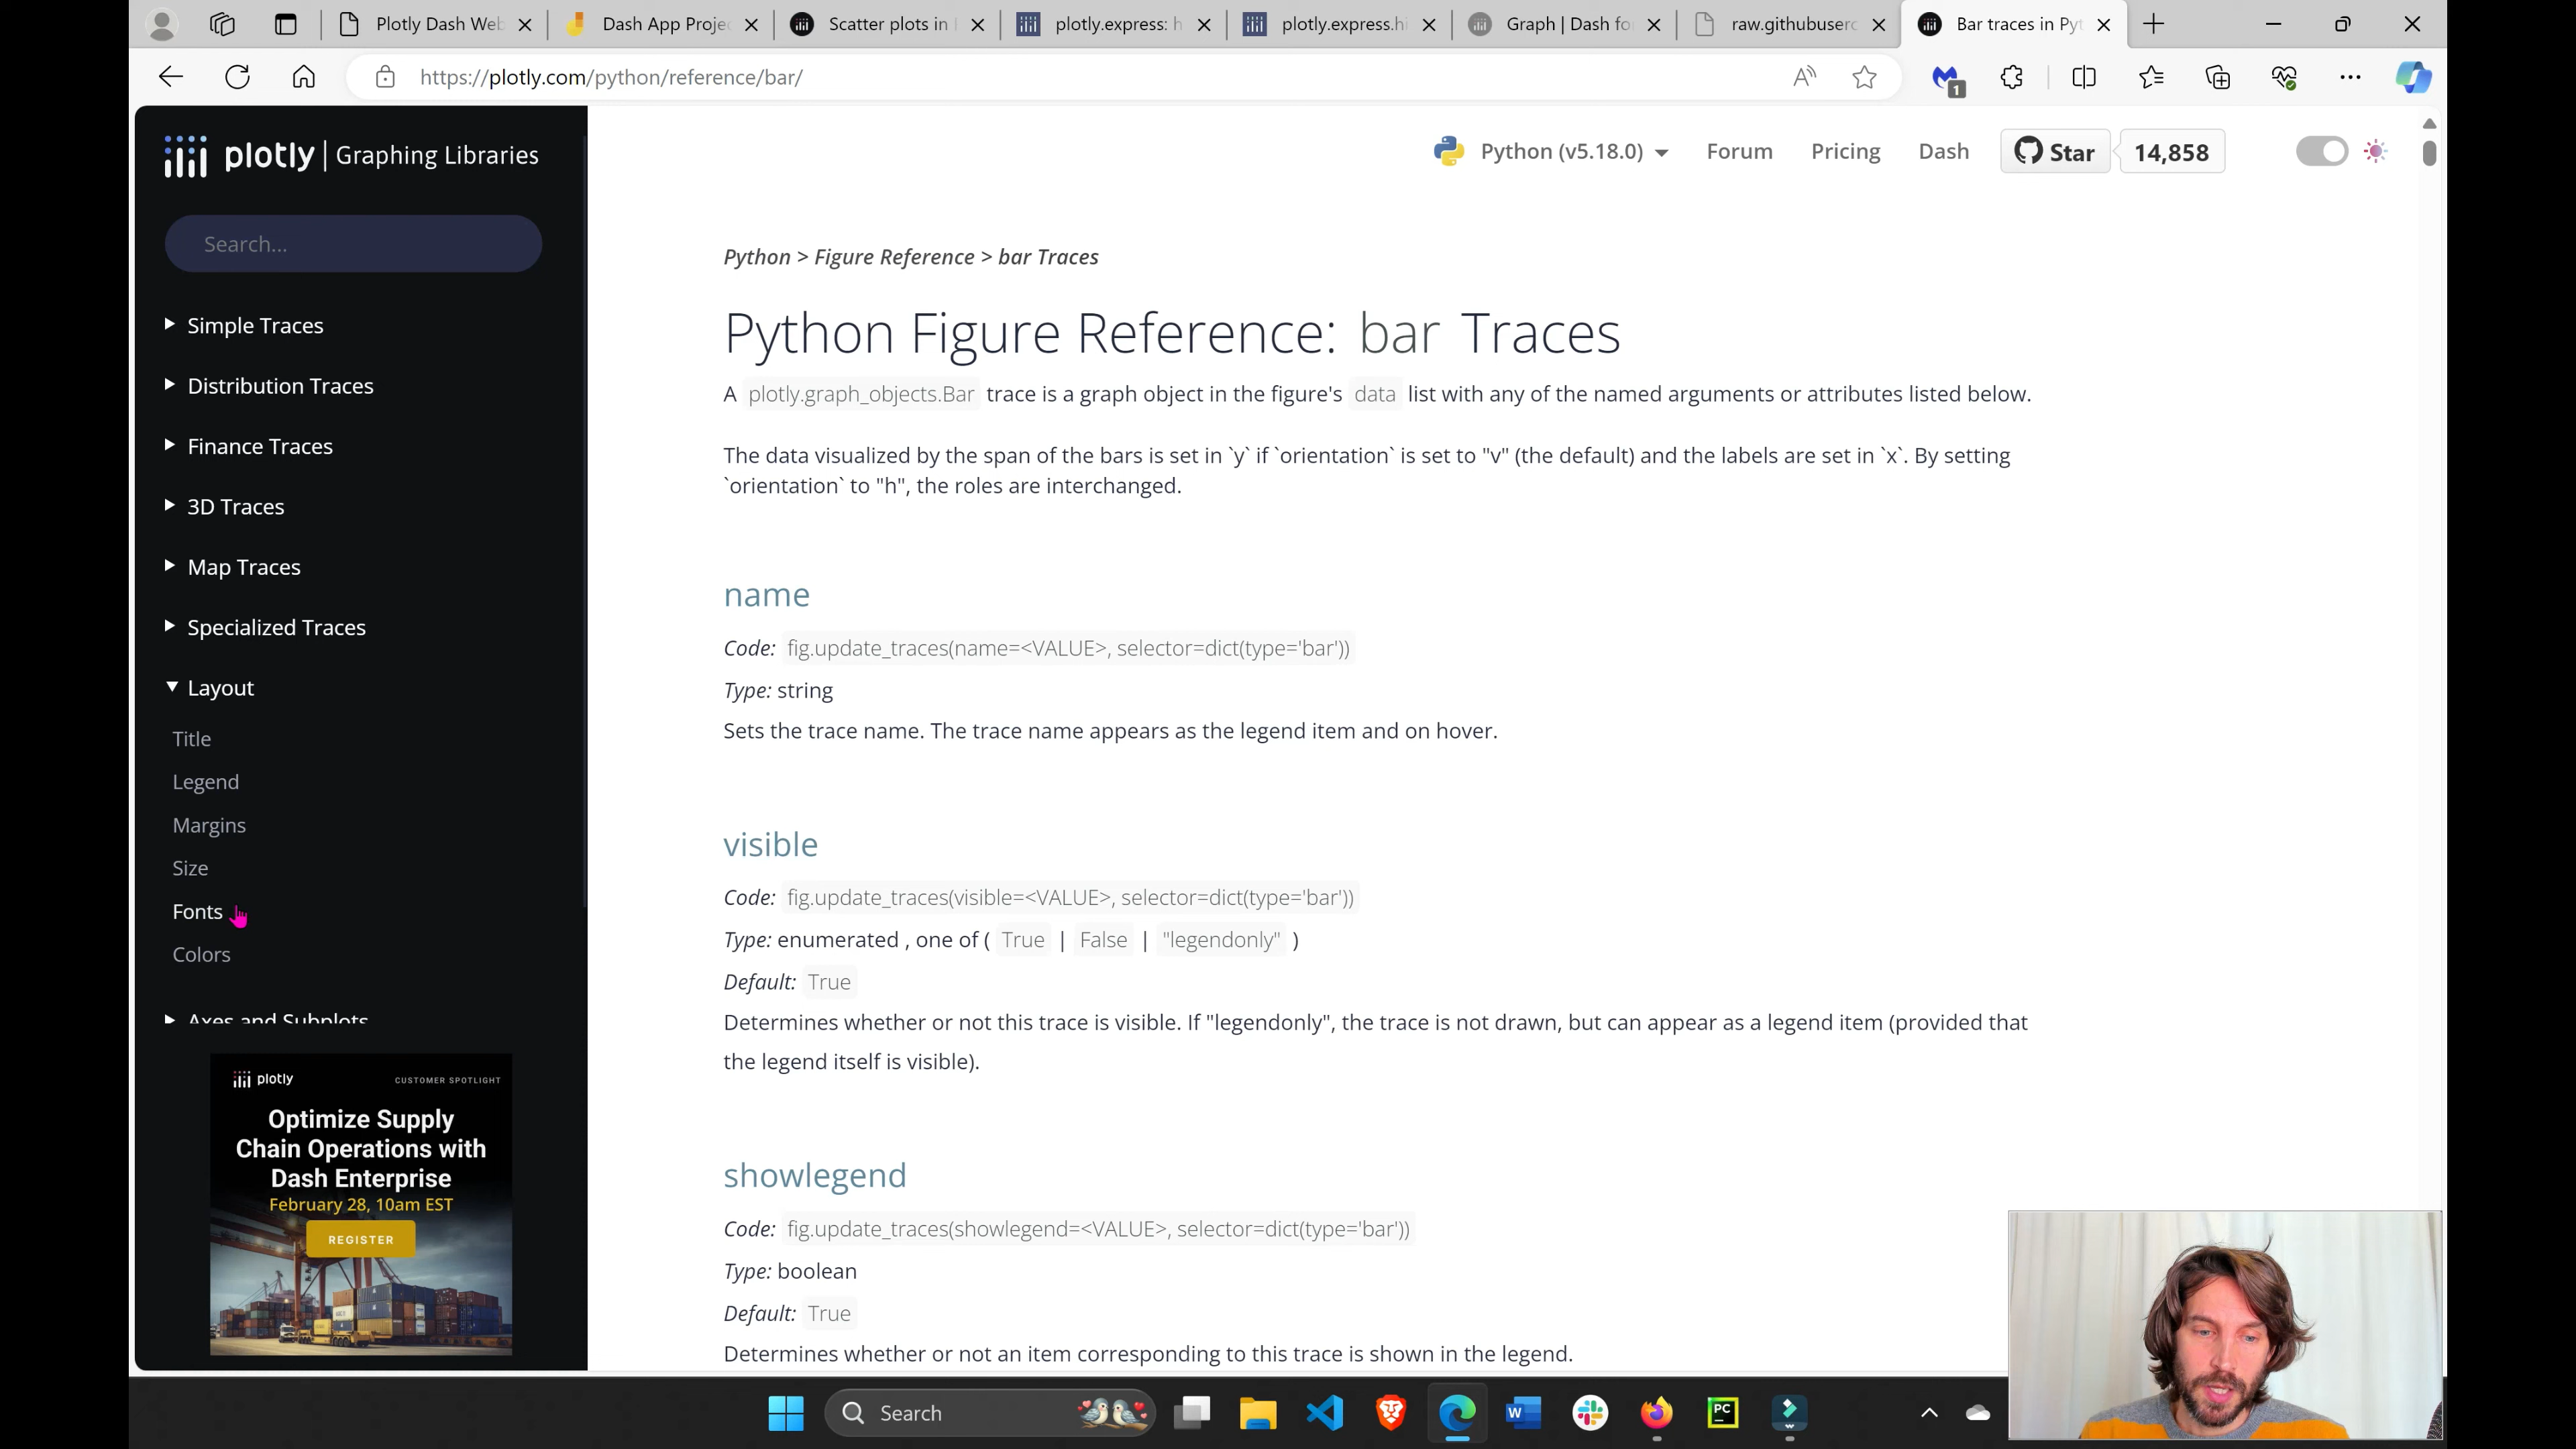 Plotly Dash Web
Dash App Projec
Scatter plots in
plotly.express: h
plotly.express.hi
Graph | Dash fo
raw.githubuserc
Bar traces in Pyt
https://plotly.com/python/reference/bar/
1
plotly | Graphing Libraries
Python (v5.18.0)
Forum
Pricing
Dash
Star
14,858
Search...
Simple Traces
Distribution Traces
Finance Traces
3D Traces
Map Traces
Specialized Traces
Layout
Title
Legend
Margins
Size
Fonts
Colors
Axes and Subplots
plotly
CUSTOMER SPOTLIGHT
Optimize Supply
Chain Operations with
Dash Enterprise
February 28, 10am EST
REGISTER
Python > Figure Reference > bar Traces
Python Figure Reference: bar Traces
A plotly.graph_objects.Bar trace is a graph object in the figure's data list with any of the named arguments or attributes listed below.
The data visualized by the span of the bars is set in `y` if `orientation` is set to "v" (the default) and the labels are set in `x`. By setting
`orientation` to "h", the roles are interchanged.
name
Code: fig.update_traces(name=<VALUE>, selector=dict(type='bar'))
Type: string
Sets the trace name. The trace name appears as the legend item and on hover.
visible
Code: fig.update_traces(visible=<VALUE>, selector=dict(type='bar'))
Type: enumerated , one of ( True | False | "legendonly" )
Default: True
Determines whether or not this trace is visible. If "legendonly", the trace is not drawn, but can appear as a legend item (provided that
the legend itself is visible).
showlegend
Code: fig.update_traces(showlegend=<VALUE>, selector=dict(type='bar'))
Type: boolean
Default: True
Determines whether or not an item corresponding to this trace is shown in the legend.
Search
W
PC